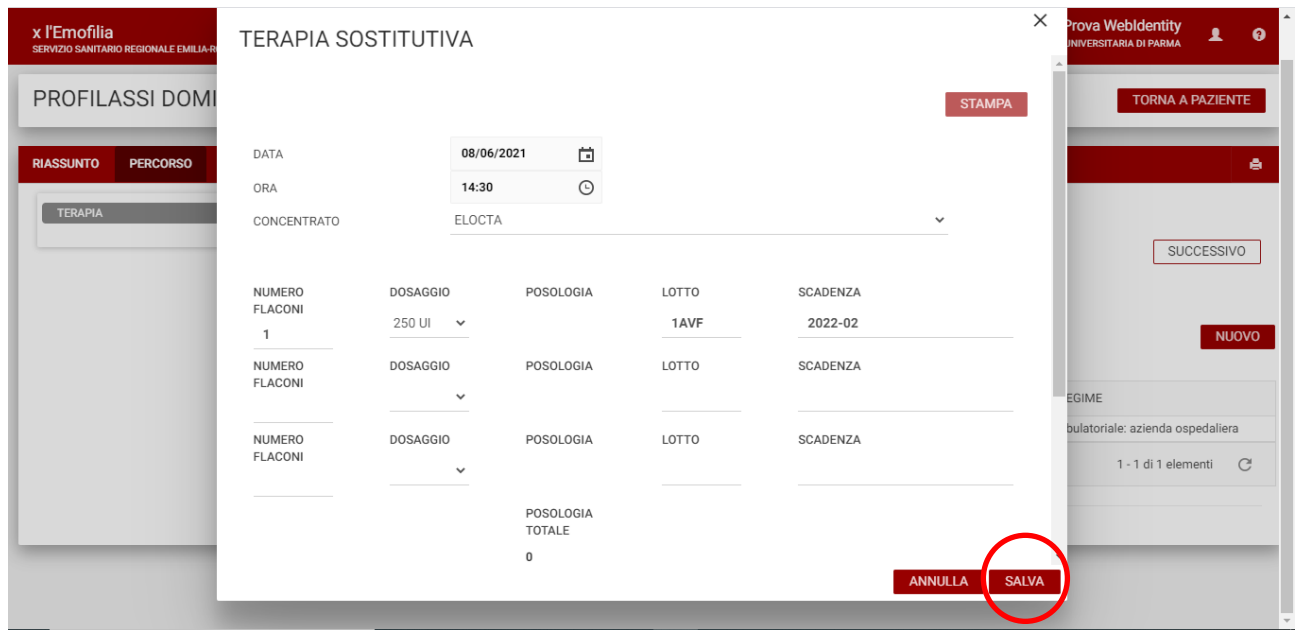 x l'Emofilia
SERVIZIO SANITARIO REGIONALE EMILIA-R
Prova WebIdentity
UNIVERSITARIA DI PARMA
PROFILASSI DOMI
TORNA A PAZIENTE
RIASSUNTO PERCORSO
TERAPIA
SUCCESSIVO
NUOVO
EGIME
bulatoriale: azienda ospedaliera
1 - 1 di 1 elementi
TERAPIA SOSTITUTIVA
STAMPA
DATA 08/06/2021
ORA 14:30
CONCENTRATO ELOCTA
NUMERO FLACONI DOSAGGIO POSOLOGIA LOTTO SCADENZA
1 250 UI 1AVF 2022-02
NUMERO FLACONI DOSAGGIO POSOLOGIA LOTTO SCADENZA
NUMERO FLACONI DOSAGGIO POSOLOGIA LOTTO SCADENZA
POSOLOGIA
TOTALE
0
ANNULLA SALVA